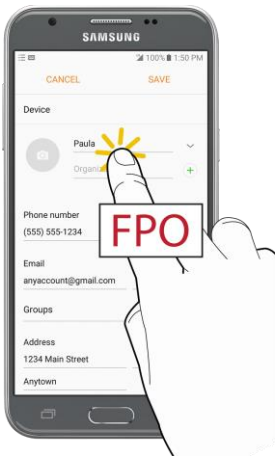 SAMSUNG
100% 1:50 PM
CANCEL SAVE
Device
Paula
Organi
Phone number
(555) 555-1234
FPO
Email
anyaccount@gmail.com
Groups
Address
1234 Main Street
Anytown